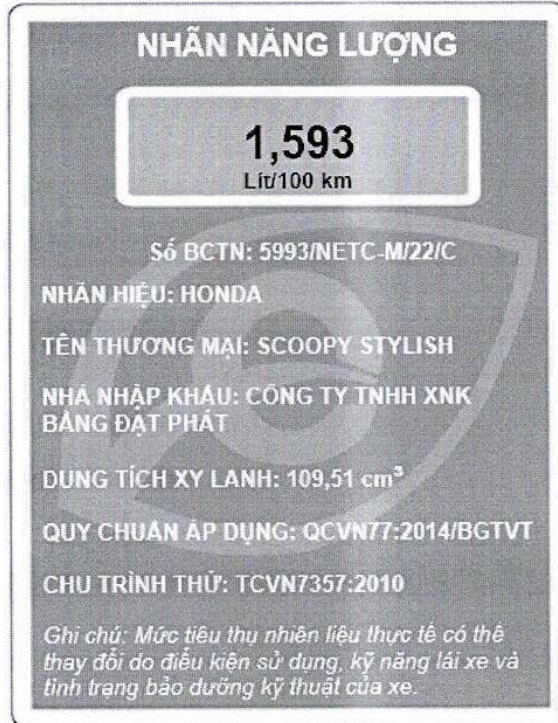 NHÃN NĂNG LƯỢNG
1,593
Lít/100 km
Số BCTN: 5993/NETC-M/22/C
NHÃN HIỆU: HONDA
TÊN THƯƠNG MẠI: SCOOPY STYLISH
NHÀ NHẬP KHẨU: CÔNG TY TNHH XNK
BẰNG ĐẠT PHÁT
DUNG TÍCH XY LANH: 109,51 cm³
QUY CHUẨN ÁP DỤNG: QCVN77:2014/BGTVT
CHU TRÌNH THỬ: TCVN7357:2010
Ghi chú: Mức tiêu thụ nhiên liệu thực tế có thể
thay đổi do điều kiện sử dụng, kỹ năng lái xe và
tình trạng bảo dưỡng kỹ thuật của xe.